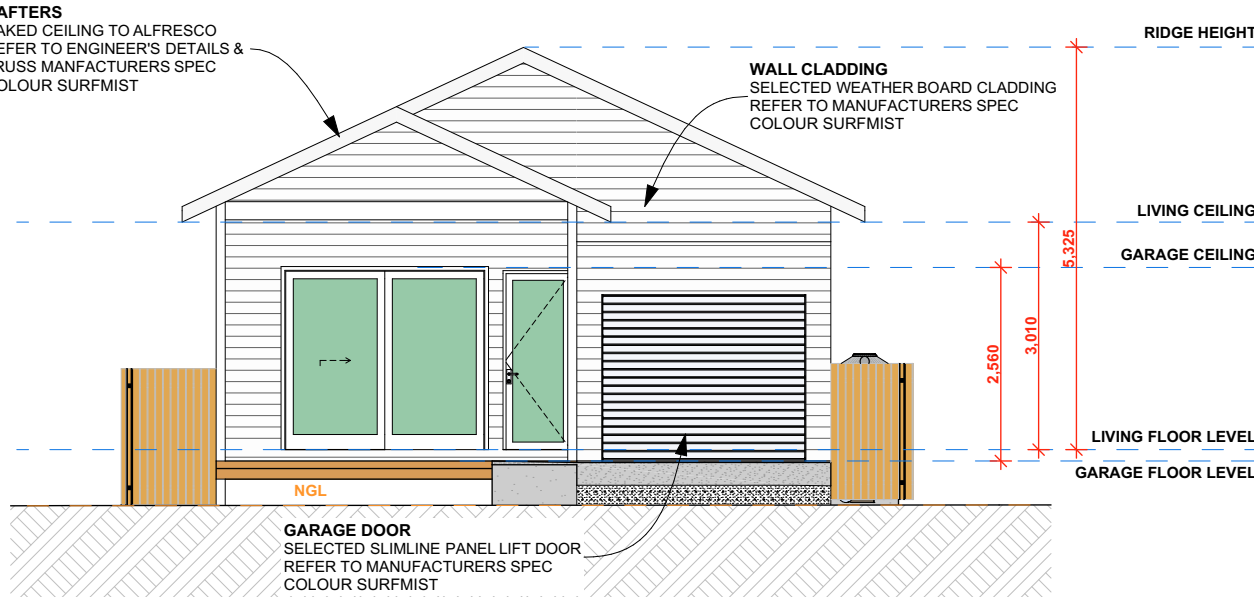 AFTERS
AKED CEILING TO ALFRESCO
EFER TO ENGINEER'S DETAILS &
RUSS MANFACTURERS SPEC
OLOUR SURFMIST
WALL CLADDING
SELECTED WEATHER BOARD CLADDING
REFER TO MANUFACTURERS SPEC
COLOUR SURFMIST
RIDGE HEIGHT
LIVING CEILING
GARAGE CEILING
5,325
3,010
2,560
LIVING FLOOR LEVEL
GARAGE FLOOR LEVEL
NGL
GARAGE DOOR
SELECTED SLIMLINE PANEL LIFT DOOR
REFER TO MANUFACTURERS SPEC
COLOUR SURFMIST